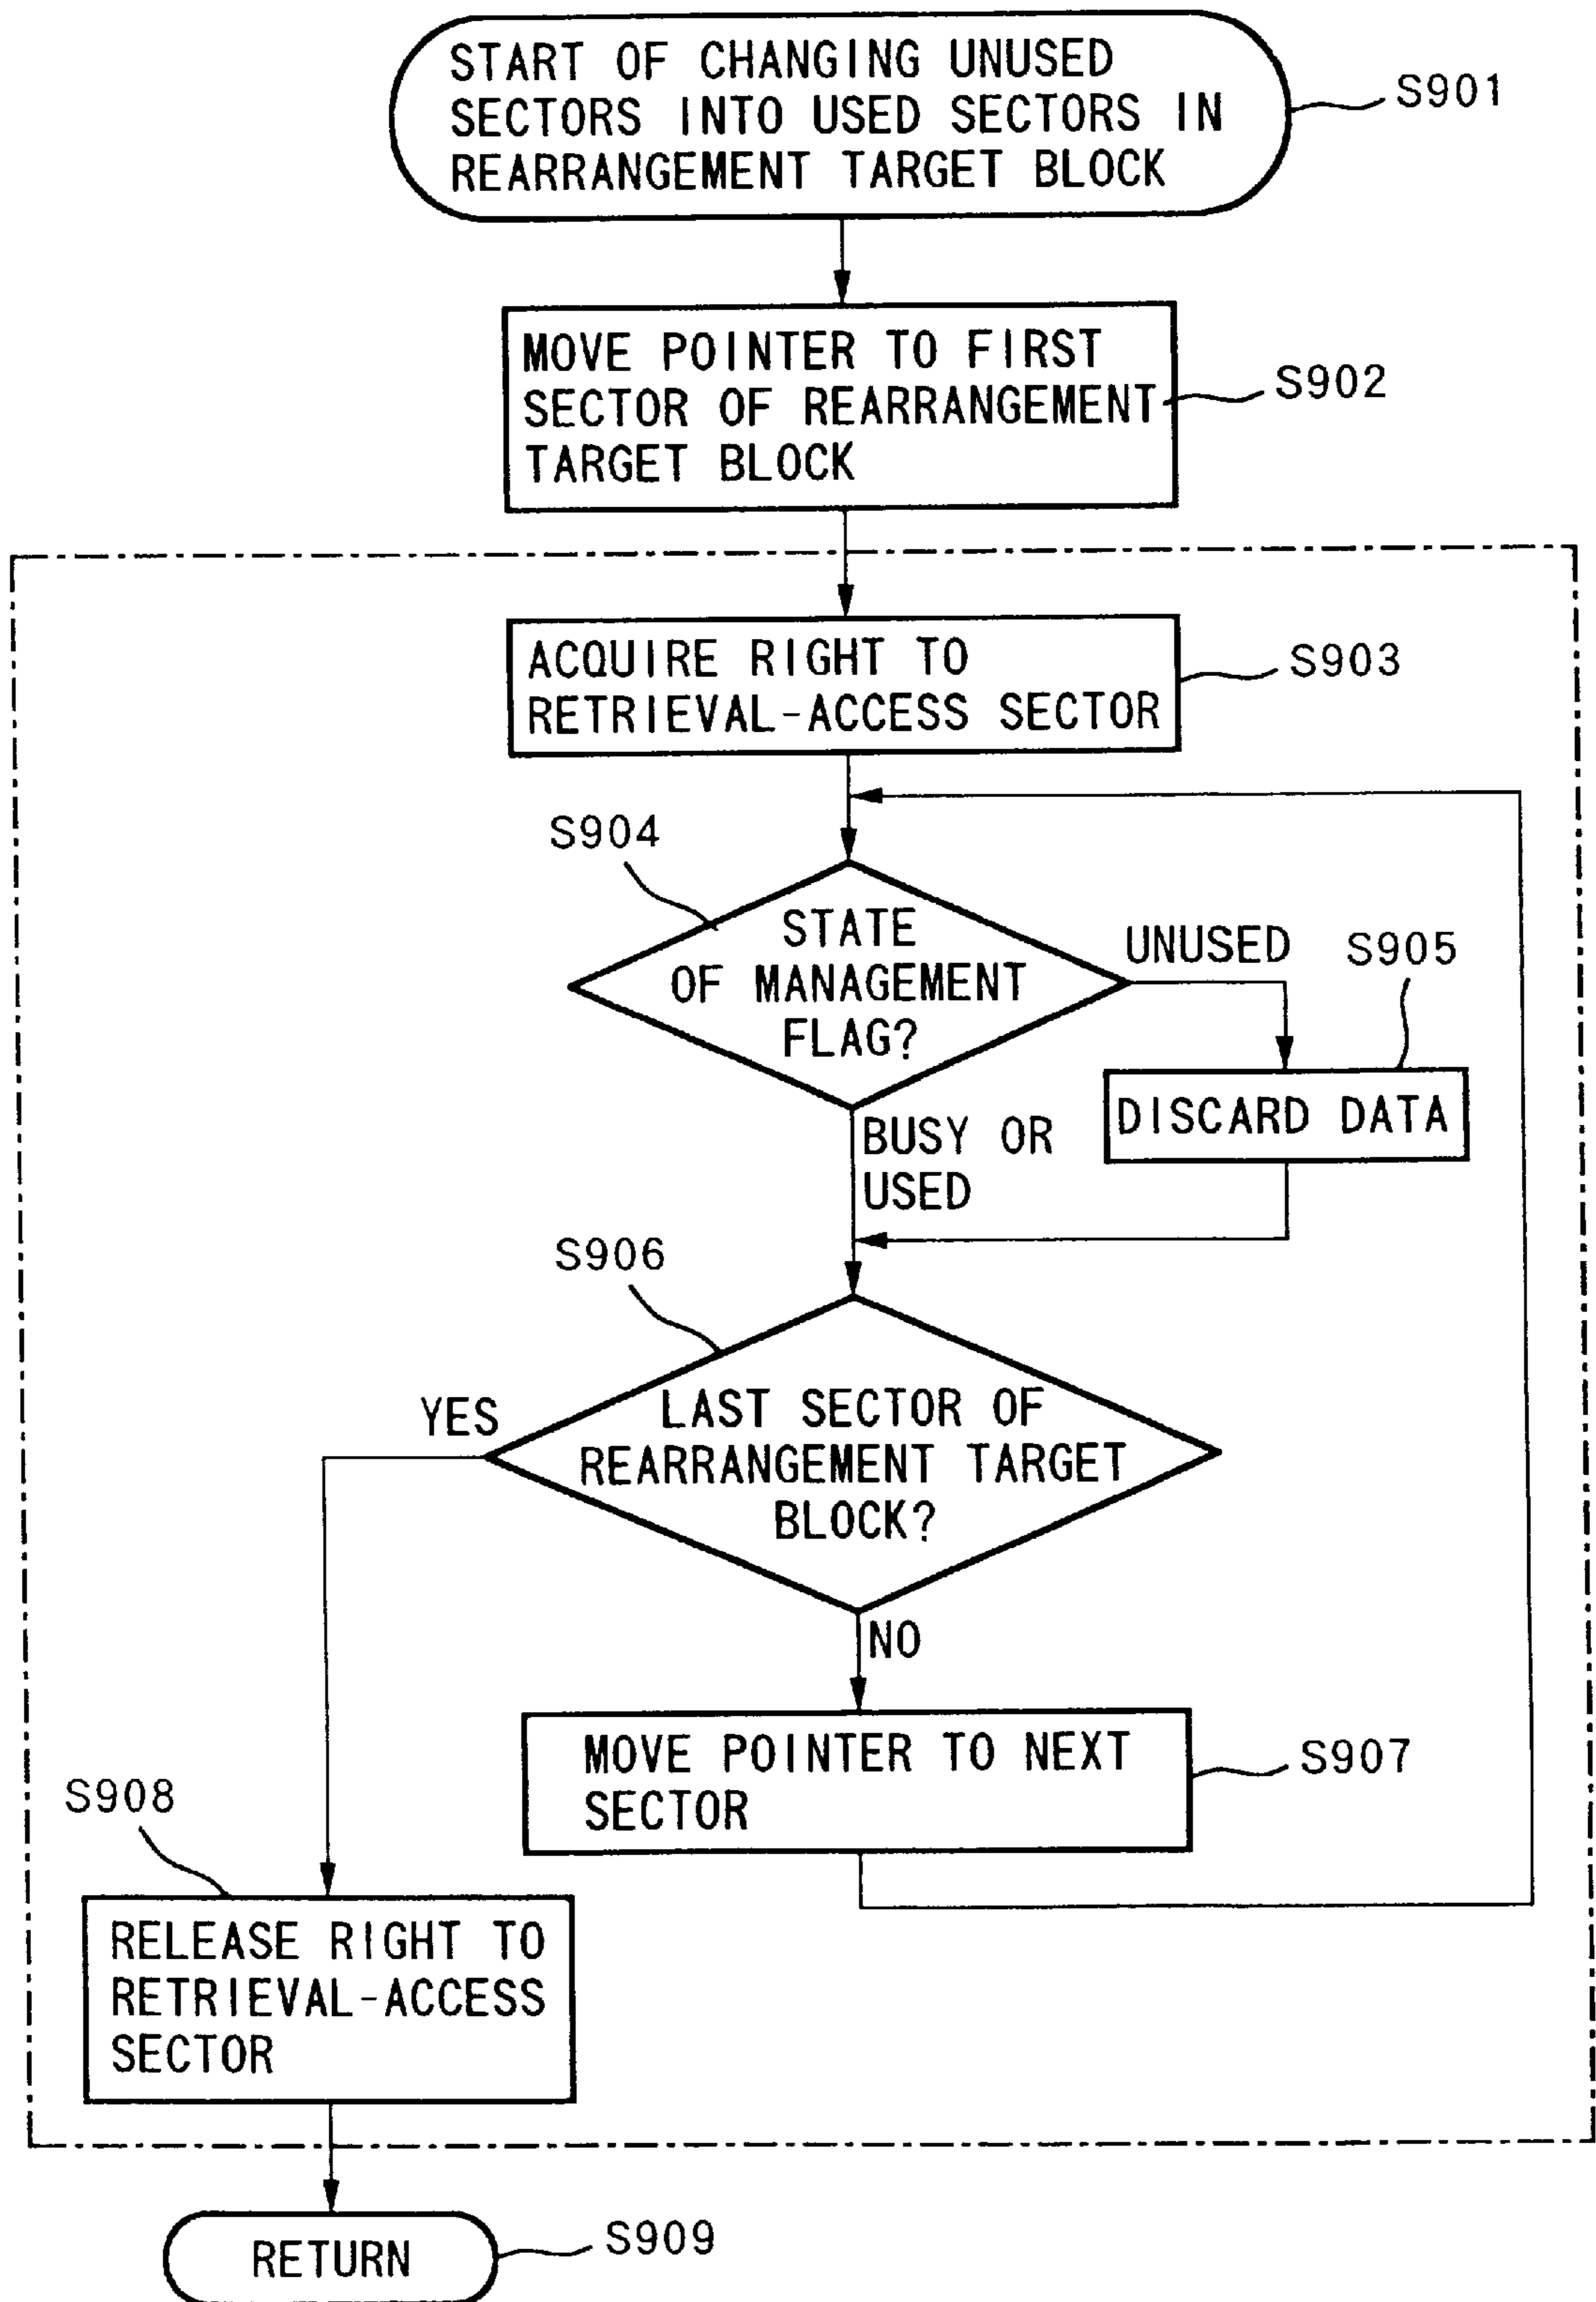 START OF CHANGING UNUSED
SECTORS INTO USED SECTORS IN
REARRANGEMENT TARGET BLOCK
S901
MOVE POINTER TO FIRST
SECTOR OF REARRANGEMENT
TARGET BLOCK
S902
ACQUIRE RIGHT TO
RETRIEVAL-ACCESS SECTOR
S903
S904
STATE
OF MANAGEMENT
FLAG?
UNUSED
S905
DISCARD DATA
BUSY OR
USED
S906
LAST SECTOR OF
REARRANGEMENT TARGET
BLOCK?
YES
NO
MOVE POINTER TO NEXT
SECTOR
S907
S908
RELEASE RIGHT TO
RETRIEVAL-ACCESS
SECTOR
RETURN
S909